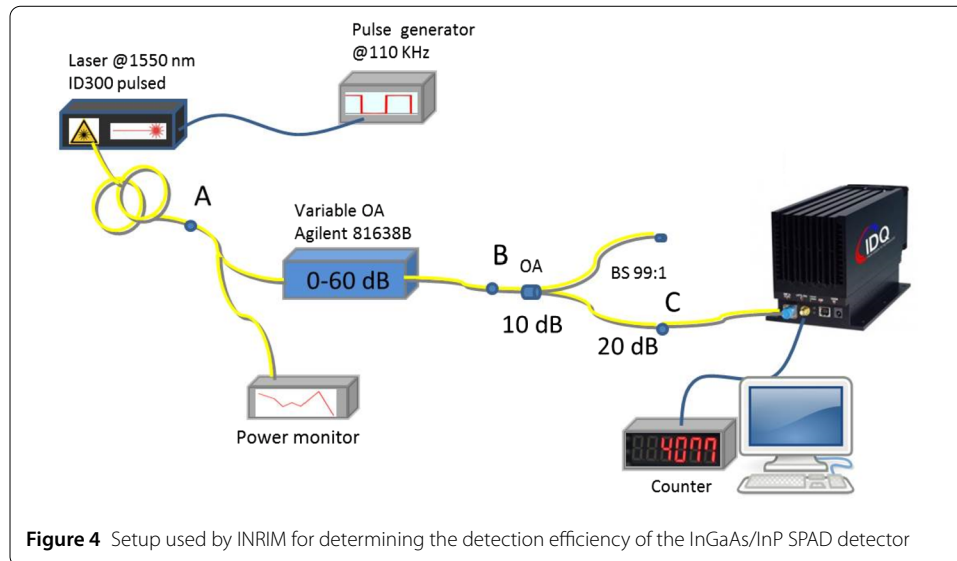 Laser @1550 nm
ID300 pulsed
Pulse generator
@110 KHz
A
Variable OA
Agilent 81638B
0-60 dB
B
OA
10 dB
BS 99:1
C
20 dB
IDQ
Power monitor
4077
Counter
Figure 4 Setup used by INRIM for determining the detection efficiency of the InGaAs/InP SPAD detector